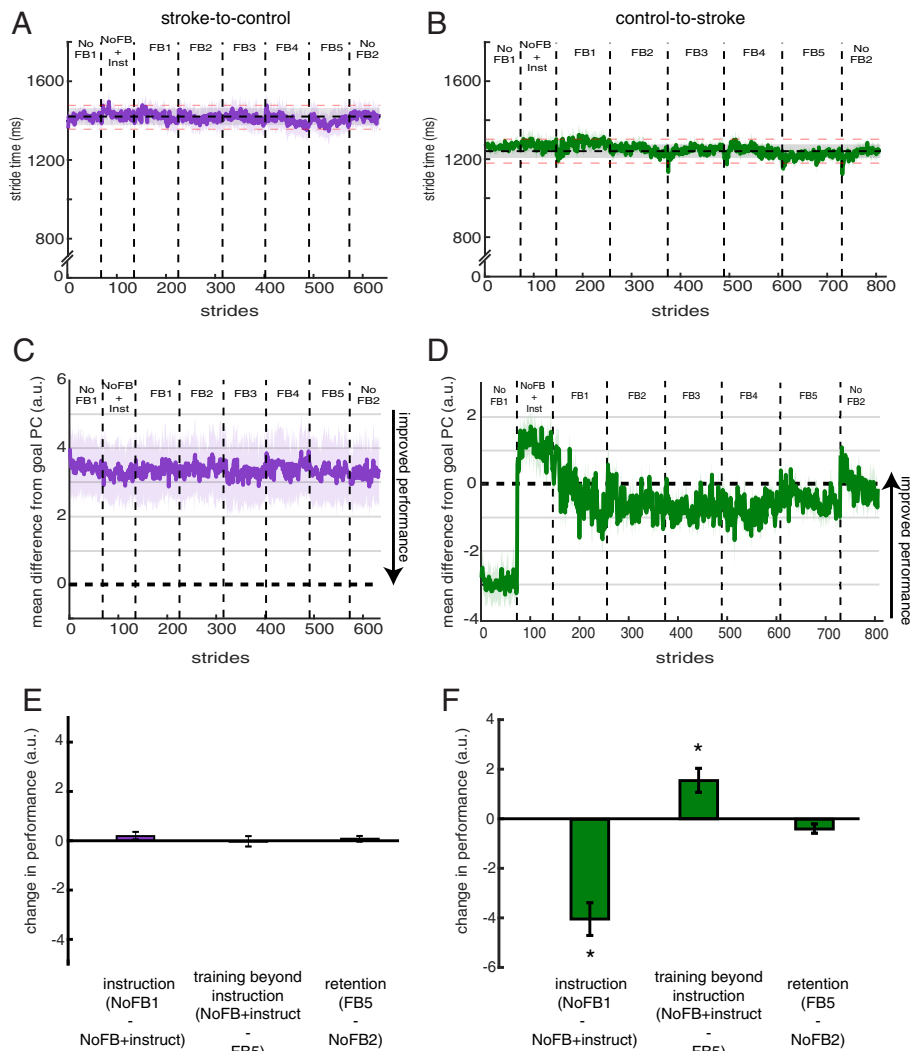 A
stroke-to-control
No
FB1
NoFB
+
Inst
FB1
FB2
FB3
FB4
FB5
No
FB2
1600
1200
800
0
stride time (ms)
0
100
200
300
400
500
600
strides
B
control-to-stroke
No
FB1
NoFB
+
Inst
FB1
FB2
FB3
FB4
FB5
No
FB2
1600
1200
800
0
stride time (ms)
0
100
200
300
400
500
600
700
800
strides
C
No
FB1
NoFB
+
Inst
FB1
FB2
FB3
FB4
FB5
No
FB2
6
4
2
0
mean difference from goal PC (a.u.)
improved performance
0
100
200
300
400
500
600
strides
D
No
FB1
NoFB
+ Inst
FB1
FB2
FB3
FB4
FB5
No
FB2
2
0
-2
-4
mean difference from goal PC (a.u.)
improved performance
0
100
200
300
400
500
600
700
800
strides
E
4
2
0
-2
-4
change in performance (a.u.)
instruction
(NoFB1
-
NoFB+instruct)
training beyond
instruction
(NoFB+instruct
-
FB5)
retention
(FB5
-
NoFB2)
F
4
2
0
-2
-4
-6
change in performance (a.u.)
*
*
instruction
(NoFB1
-
NoFB+instruct)
training beyond
instruction
(NoFB+instruct
-
FB5)
retention
(FB5
-
NoFB2)